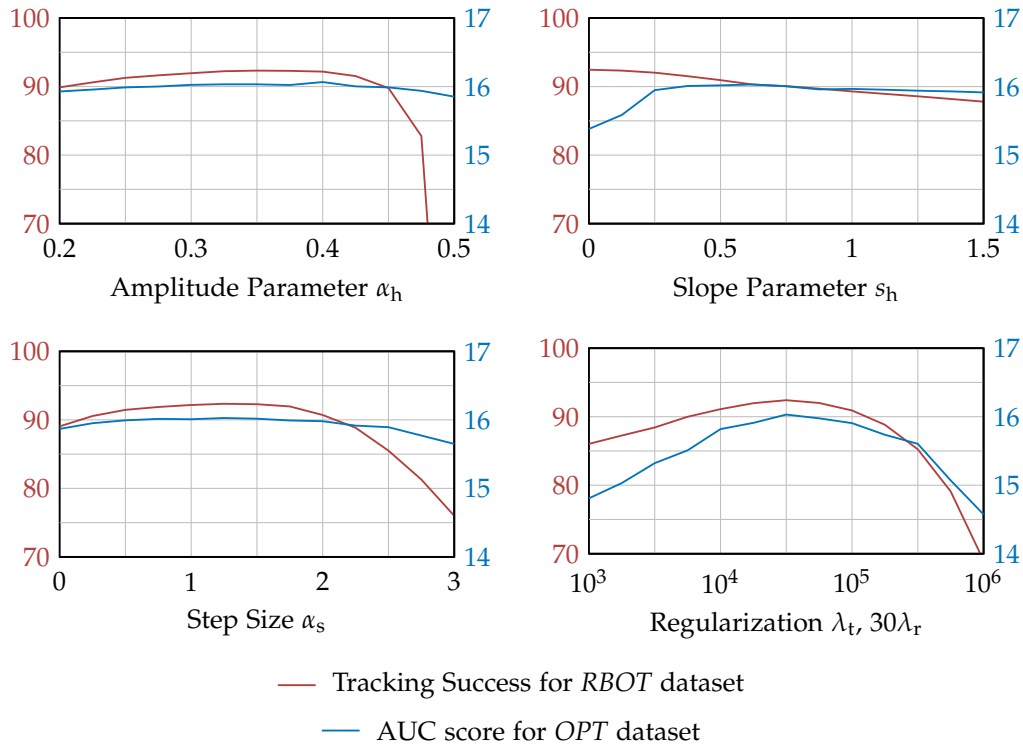 100 17
90 16
80 15
70 14
0.2 0.3 0.4 0.5
Amplitude Parameter αh
100 17
90 16
80 15
70 14
0 0.5 1 1.5
Slope Parameter sh
100 17
90 16
80 15
70 14
0 1 2 3
Step Size αs
100 17
90 16
80 15
70 14
10³ 10⁴ 10⁵ 10⁶
Regularization λt, 30λr
Tracking Success for RBOT dataset
AUC score for OPT dataset